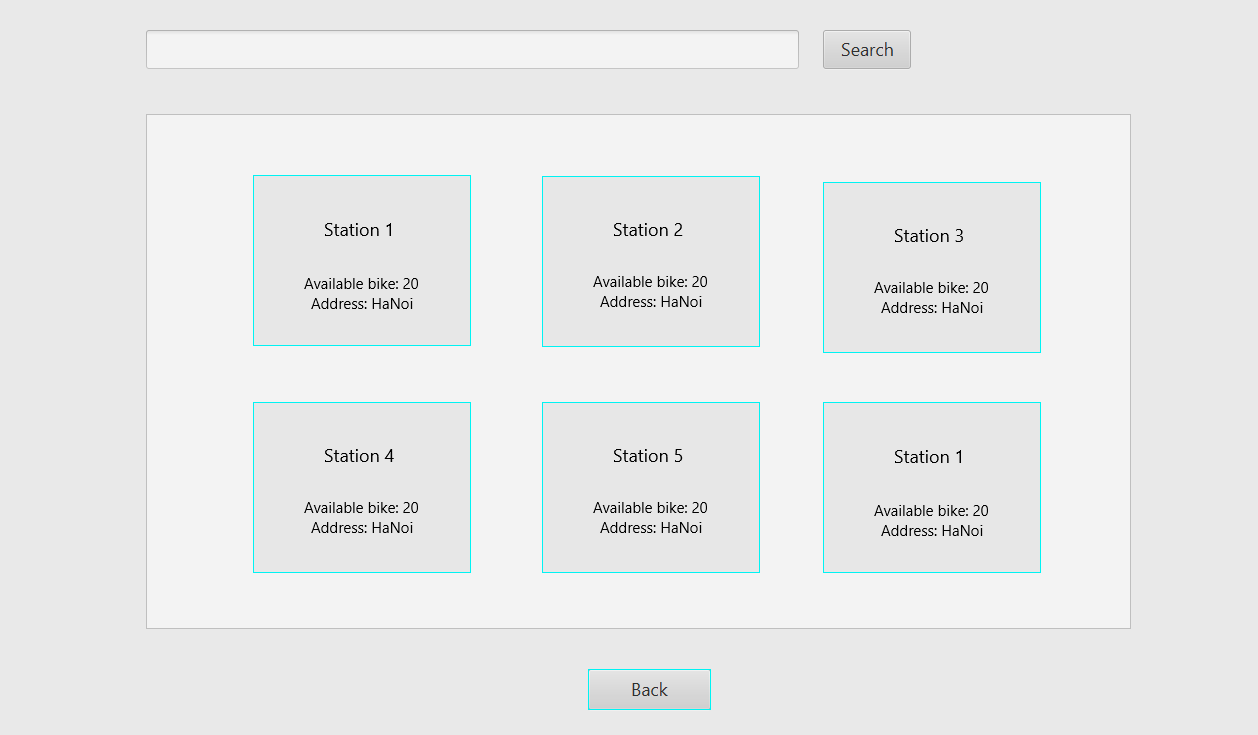 Search
Station 1
Available bike: 20
Address: HaNoi
Station 2
Available bike: 20
Address: HaNoi
Station 3
Available bike: 20
Address: HaNoi
Station 4
Available bike: 20
Address: HaNoi
Station 5
Available bike: 20
Address: HaNoi
Station 1
Available bike: 20
Address: HaNoi
Back